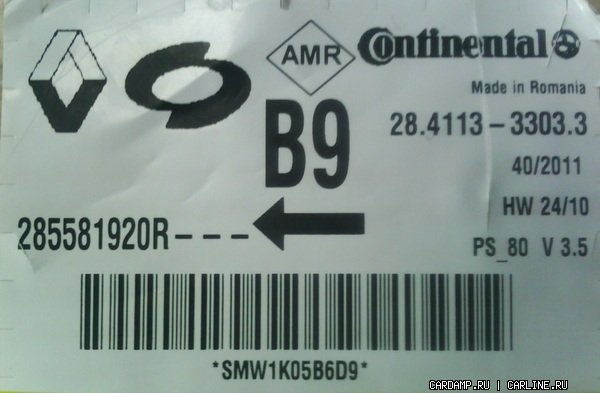 AMR
Continental
Made in Romania
B9
28.4113-3303.3
40/2011
HW 24/10
285581920R---
PS_80 V 3.5
*SMW1K05B6D9*
CARDAMP.RU | CARLINE.RU